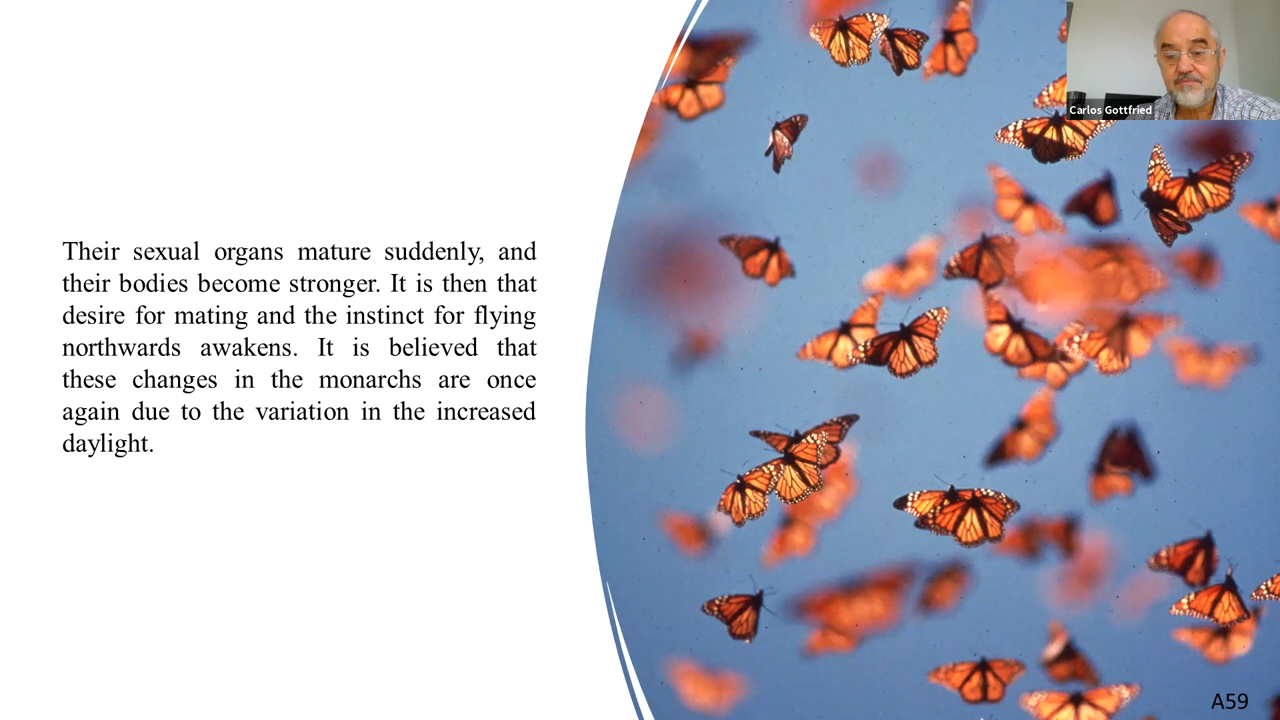 Carlos Gottfried
Their sexual organs mature suddenly, and
their bodies become stronger. It is then that
desire for mating and the instinct for flying
northwards awakens. It is believed that
these changes in the monarchs are once
again due to the variation in the increased
daylight.
A59